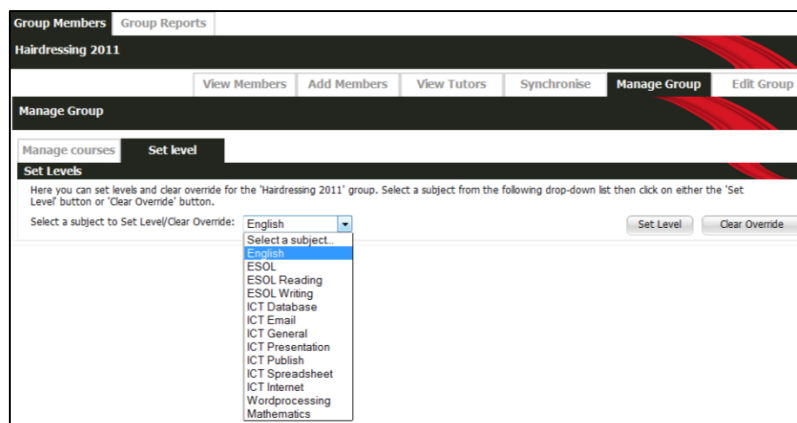 Group Members Group Reports
Hairdressing 2011
View Members Add Members View Tutors Synchronise Manage Group Edit Group
Manage Group
Manage courses Set level
Set Levels
Here you can set levels and clear override for the 'Hairdressing 2011' group. Select a subject from the following drop-down list then click on either the 'Set
Level' button or 'Clear Override' button.
Select a subject to Set Level/Clear Override: English Set Level Clear Override
Select a subject..
English
ESOL
ESOL Reading
ESOL Writing
ICT Database
ICT Email
ICT General
ICT Presentation
ICT Publish
ICT Spreadsheet
ICT Internet
Wordprocessing
Mathematics